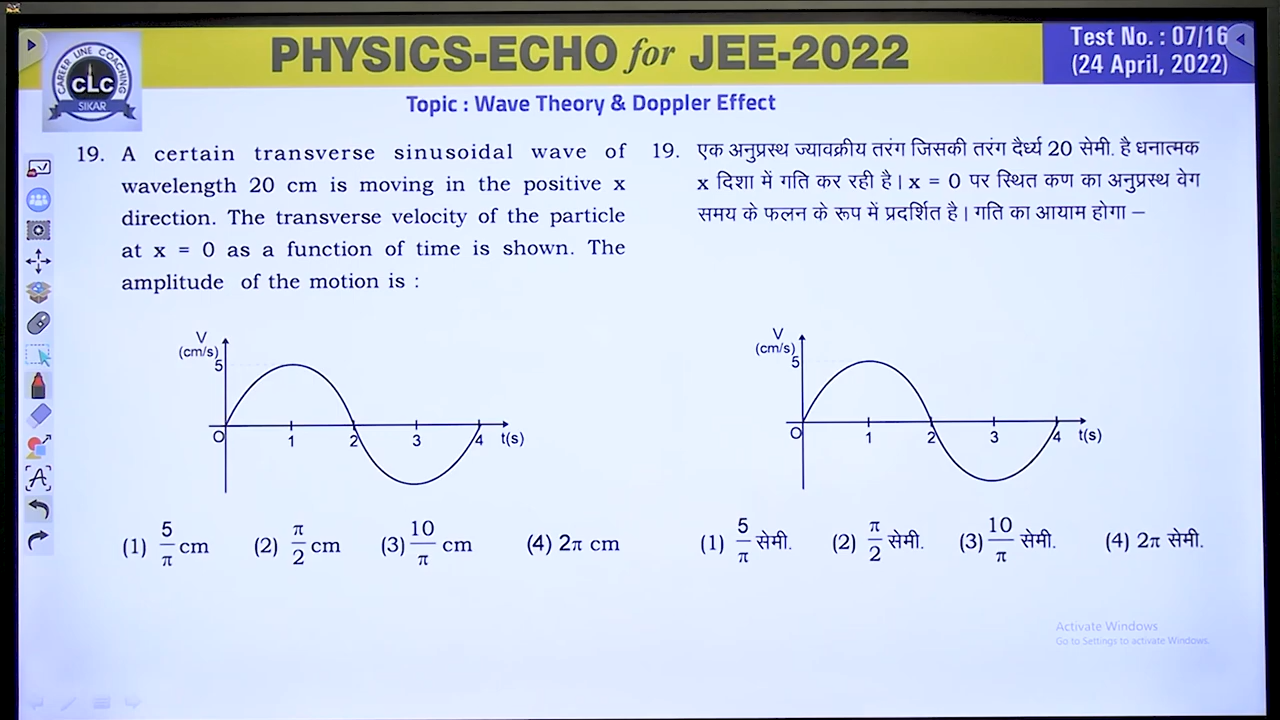 PHYSICS-ECHO for JEE-2022
Test No. : 07/16
(24 April, 2022)
CAREER LINE COACHING
CLC
SIKAR
Topic : Wave Theory & Doppler Effect
19. A certain transverse sinusoidal wave of
wavelength 20 cm is moving in the positive x
direction. The transverse velocity of the particle
at x = 0 as a function of time is shown. The
amplitude of the motion is :
V
(cm/s)
5
O 1 2 3 4 t(s)
(1) 5/π cm (2) π/2 cm (3) 10/π cm (4) 2π cm
19. एक अनुप्रस्थ ज्यावक्रीय तरंग जिसकी तरंग दैर्ध्य 20 सेमी. है धनात्मक
x दिशा में गति कर रही है। x = 0 पर स्थित कण का अनुप्रस्थ वेग
समय के फलन के रूप में प्रदर्शित है। गति का आयाम होगा –
V
(cm/s)
5
O 1 2 3 4 t(s)
(1) 5/π सेमी. (2) π/2 सेमी. (3) 10/π सेमी. (4) 2π सेमी.
Activate Windows
Go to Settings to activate Windows.